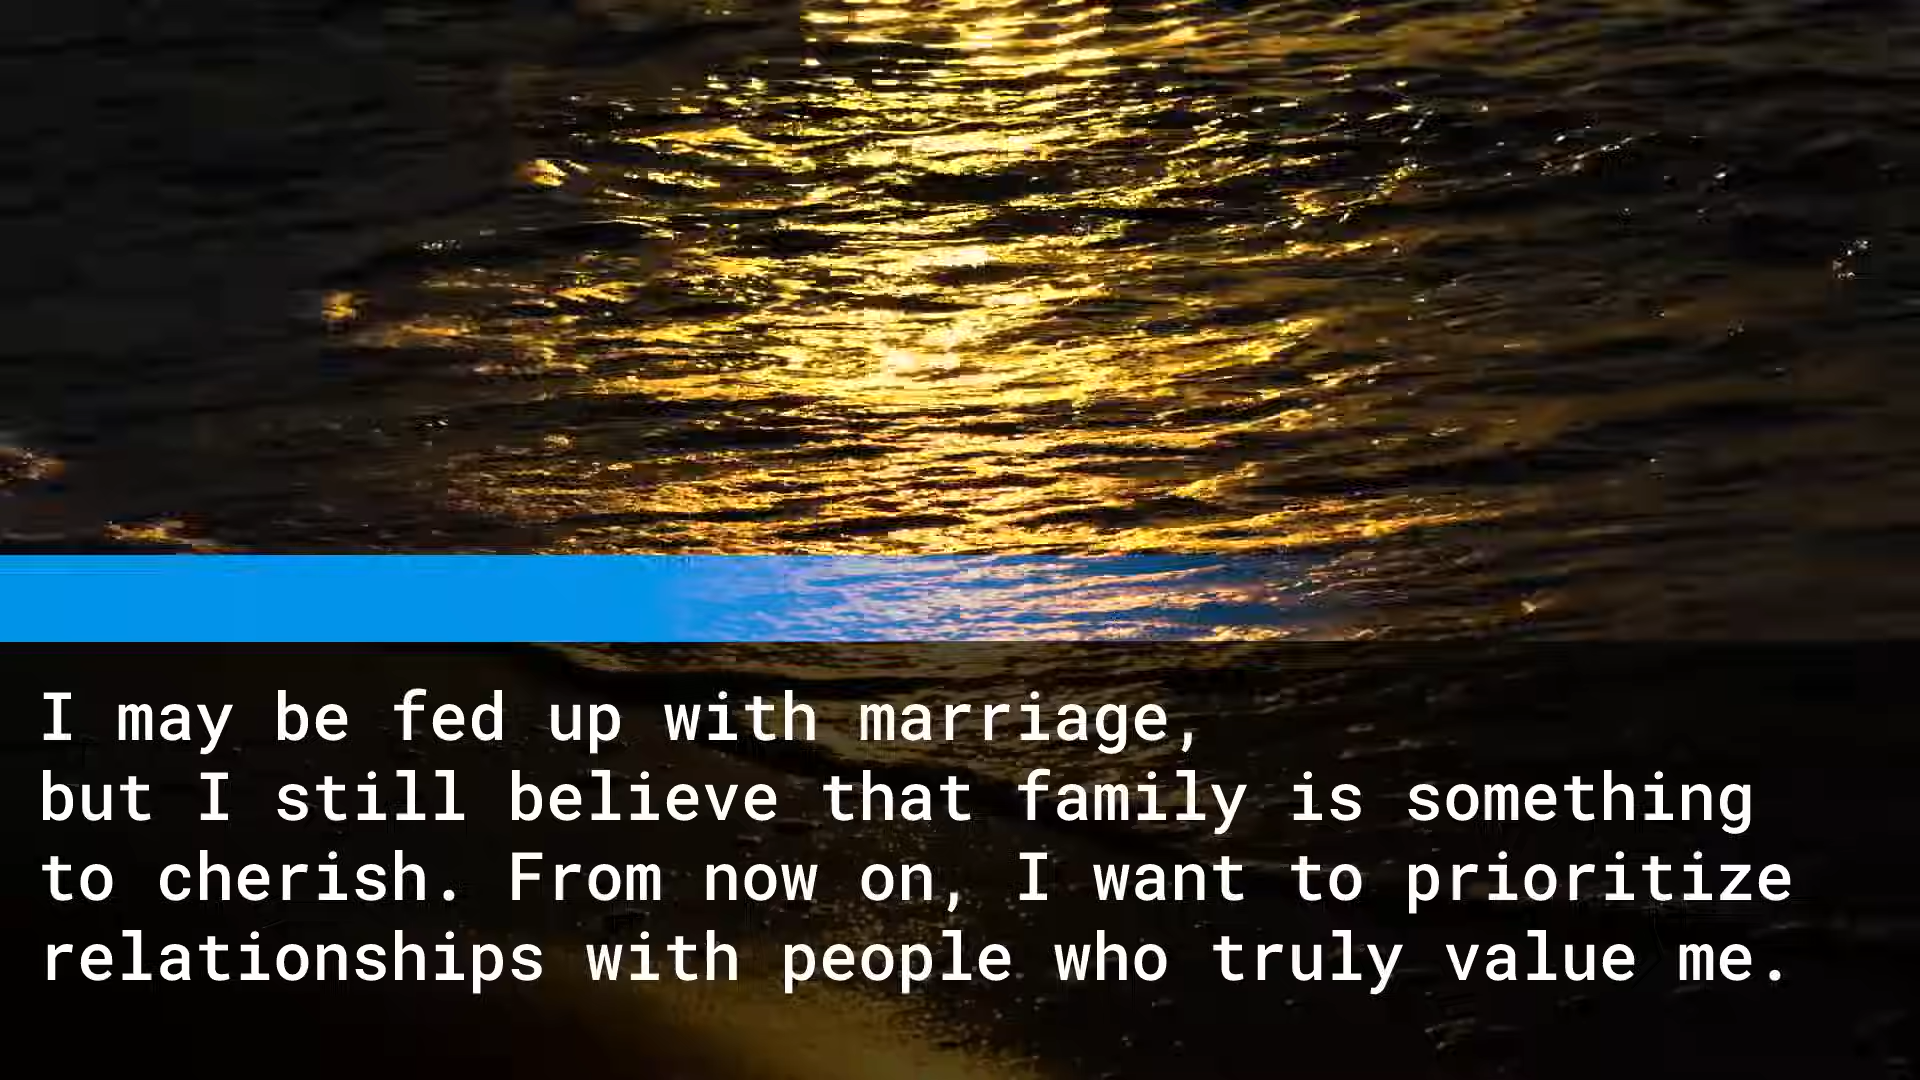 I may be fed up with marriage,
but I still believe that family is something
to cherish. From now on, I want to prioritize
relationships with people who truly value me.